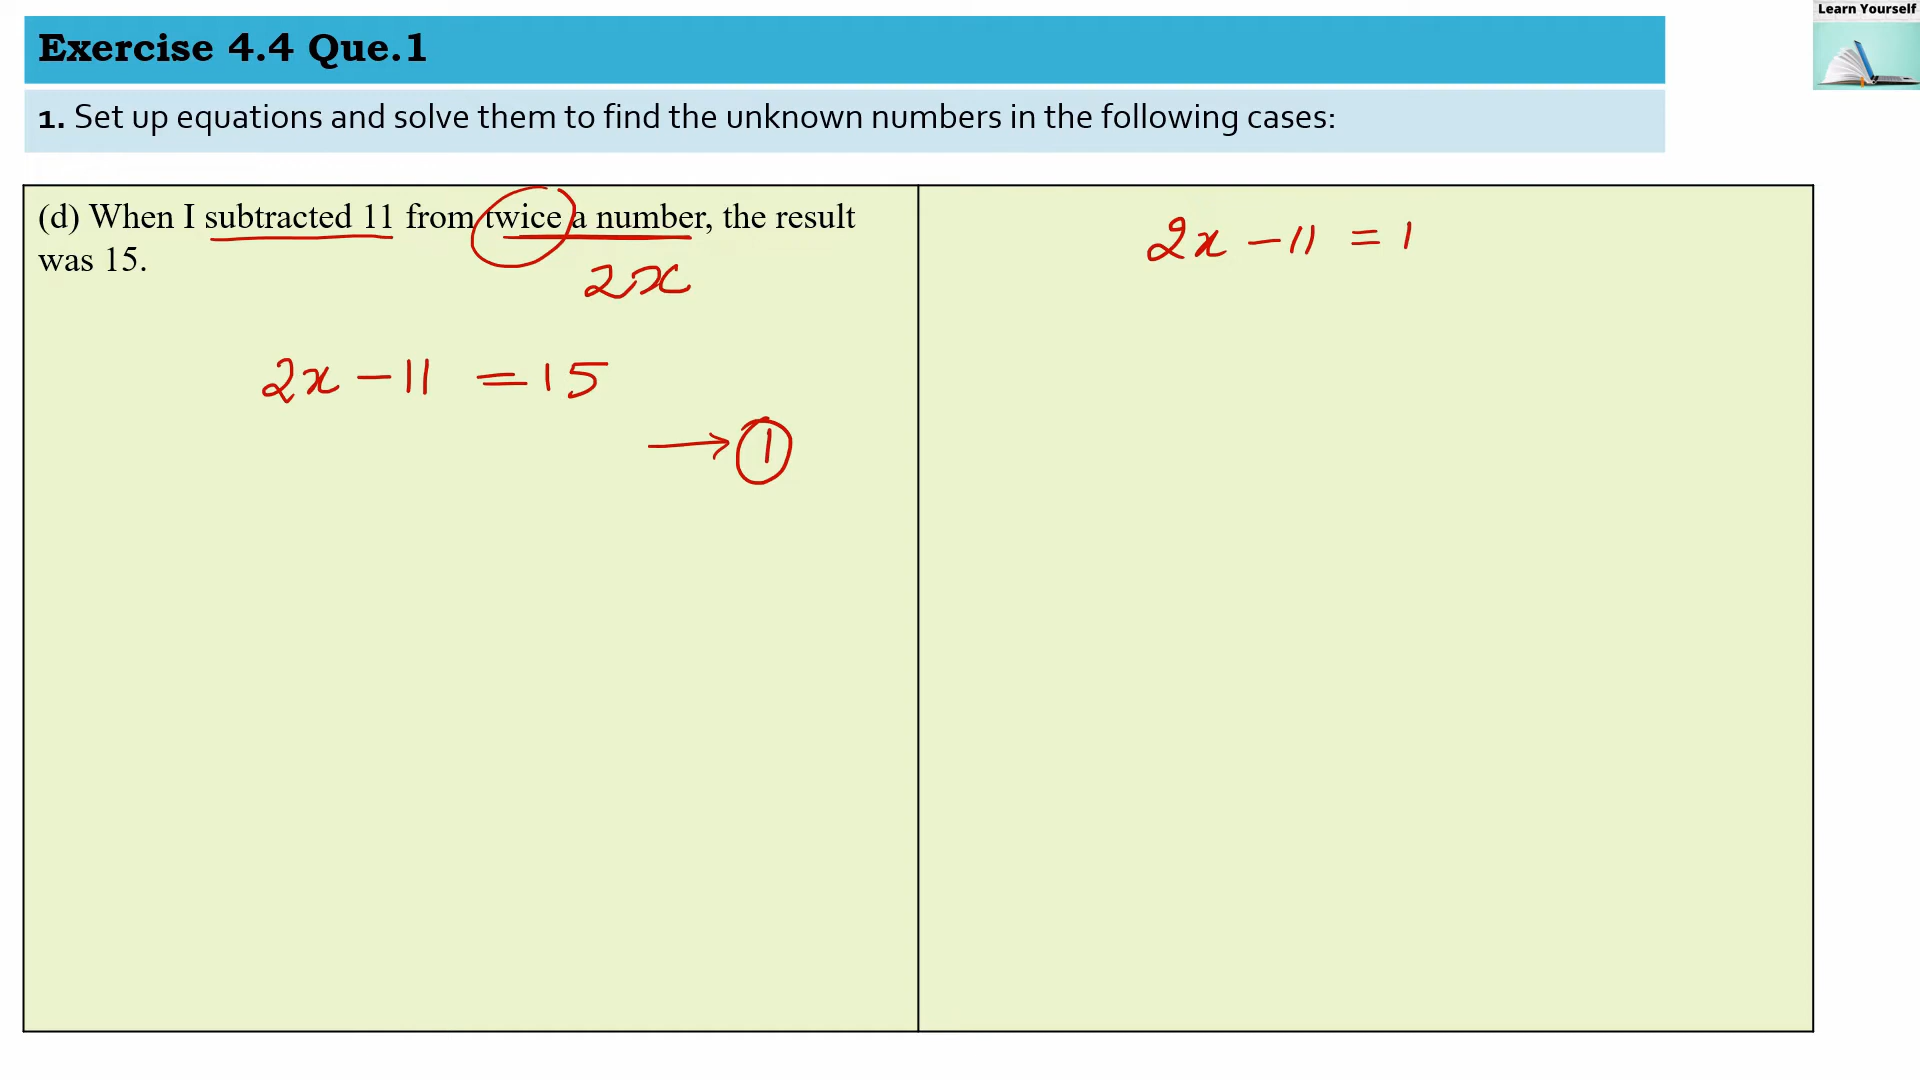 Learn Yourself
Exercise 4.4 Que.1
1. Set up equations and solve them to find the unknown numbers in the following cases:
(d) When I subtracted 11 from twice a number, the result
was 15.
2x
2x - 11 = 15
→ 1
2x - 11 = 1